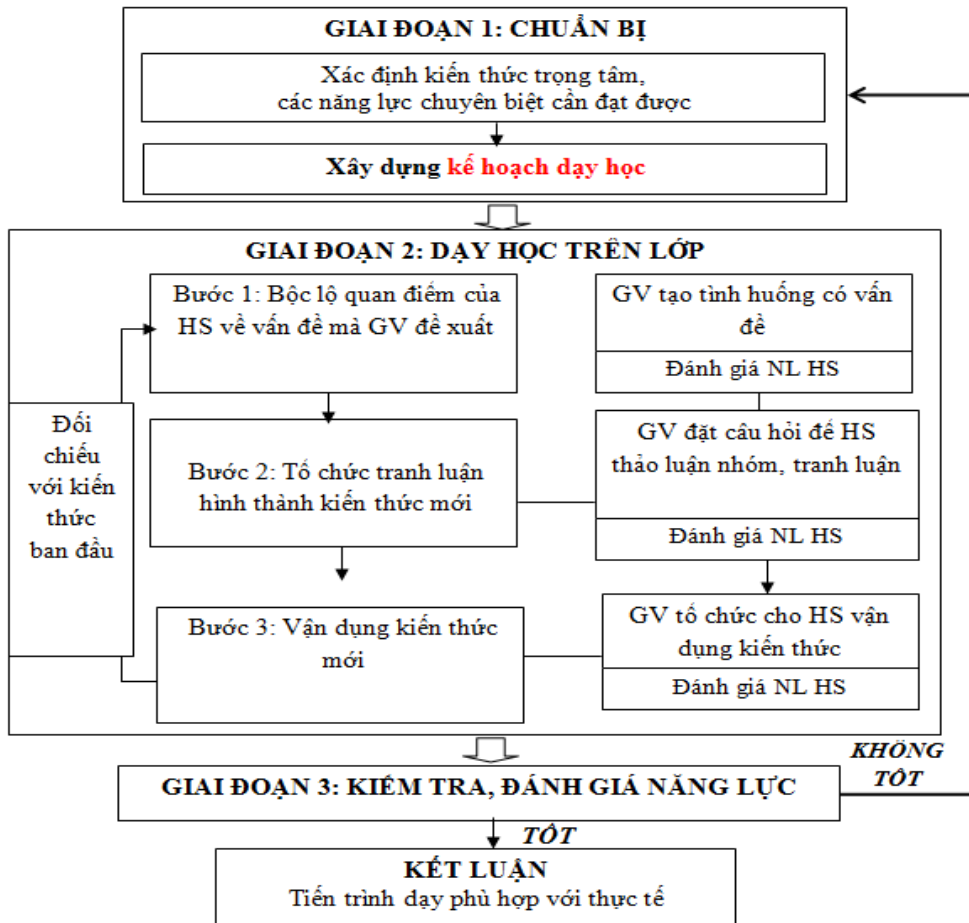 GIAI ĐOẠN 1: CHUẨN BỊ
Xác định kiến thức trọng tâm,
các năng lực chuyên biệt cần đạt được
Xây dựng kế hoạch dạy học
GIAI ĐOẠN 2: DẠY HỌC TRÊN LỚP
Bước 1: Bộc lộ quan điểm của
HS về vấn đề mà GV đề xuất
GV tạo tình huống có vấn
đề
Đánh giá NL HS
Đối
chiếu
với kiến
thức
ban đầu
Bước 2: Tổ chức tranh luận
hình thành kiến thức mới
GV đặt câu hỏi để HS
thảo luận nhóm, tranh luận
Đánh giá NL HS
Bước 3: Vận dụng kiến thức
mới
GV tổ chức cho HS vận
dụng kiến thức
Đánh giá NL HS
GIAI ĐOẠN 3: KIỂM TRA, ĐÁNH GIÁ NĂNG LỰC
KHÔNG
TỐT
TỐT
KẾT LUẬN
Tiến trình dạy phù hợp với thực tế